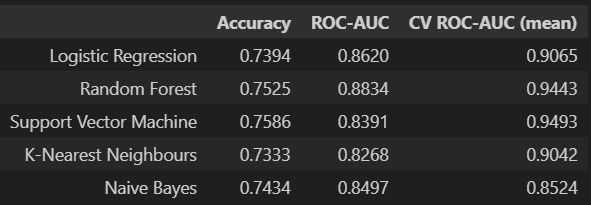 Accuracy ROC-AUC CV ROC-AUC (mean)
Logistic Regression 0.7394 0.8620 0.9065
Random Forest 0.7525 0.8834 0.9443
Support Vector Machine 0.7586 0.8391 0.9493
K-Nearest Neighbours 0.7333 0.8268 0.9042
Naive Bayes 0.7434 0.8497 0.8524